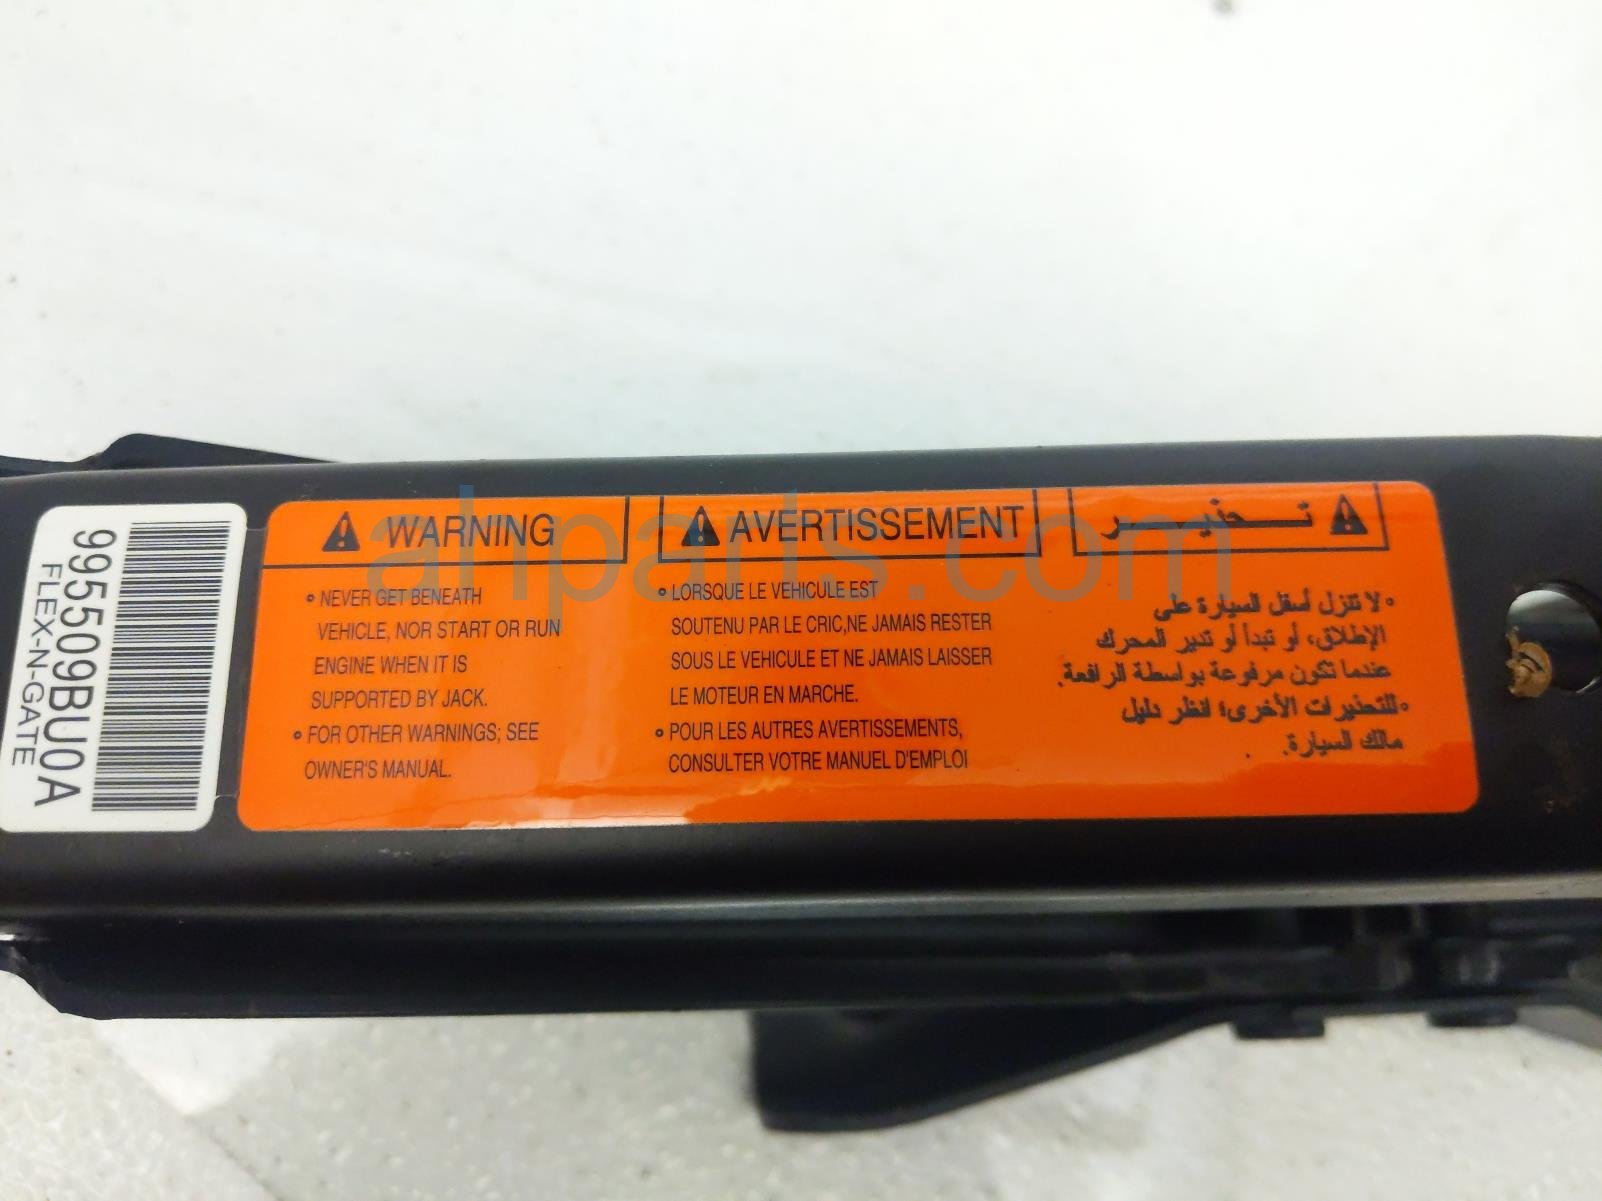 995509BU0A
FLEX-N-GATE
WARNING
• NEVER GET BENEATH
VEHICLE, NOR START OR RUN
ENGINE WHEN IT IS
SUPPORTED BY JACK.
• FOR OTHER WARNINGS; SEE
OWNER'S MANUAL.
AVERTISSEMENT
• LORSQUE LE VEHICULE EST
SOUTENU PAR LE CRIC,NE JAMAIS RESTER
SOUS LE VEHICULE ET NE JAMAIS LAISSER
LE MOTEUR EN MARCHE.
• POUR LES AUTRES AVERTISSEMENTS,
CONSULTER VOTRE MANUEL D'EMPLOI
تـــحذيـــــــر
• لا تنزل أسفل السيارة على
الإطلاق، أو تبدأ أو تدير المحرك
عندما تكون مرفوعة بواسطة الرافعة.
• للتحذيرات الأخرى؛ انظر دليل
مالك السيارة.
ahparts.com